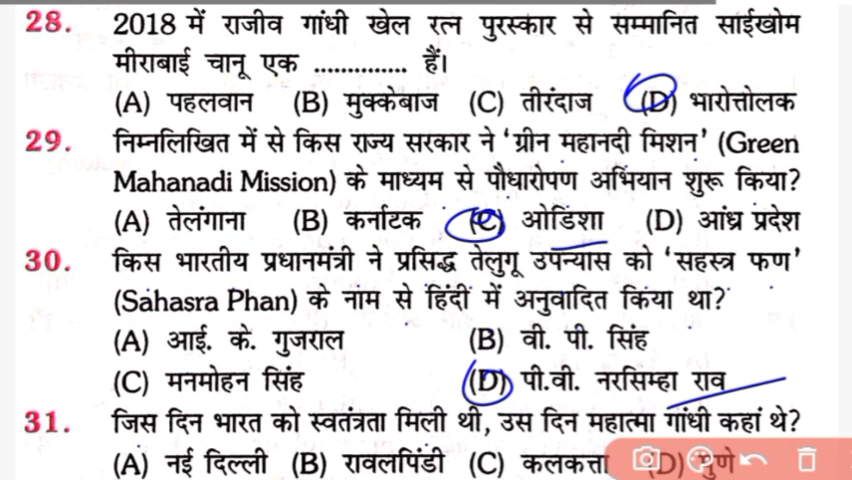 28. 2018 में राजीव गांधी खेल रत्न पुरस्कार से सम्मानित साईखोम
मीराबाई चानू एक .............. हैं।
(A) पहलवान (B) मुक्केबाज (C) तीरंदाज (D) भारोत्तोलक
29. निम्नलिखित में से किस राज्य सरकार ने ‘ग्रीन महानदी मिशन’ (Green
Mahanadi Mission) के माध्यम से पौधारोपण अभियान शुरू किया?
(A) तेलंगाना (B) कर्नाटक (C) ओडिशा (D) आंध्र प्रदेश
30. किस भारतीय प्रधानमंत्री ने प्रसिद्ध तेलुगू उपन्यास को ‘सहस्त्र फण’
(Sahasra Phan) के नाम से हिंदी में अनुवादित किया था?
(A) आई. के. गुजराल (B) वी. पी. सिंह
(C) मनमोहन सिंह (D) पी.वी. नरसिम्हा राव
31. जिस दिन भारत को स्वतंत्रता मिली थी, उस दिन महात्मा गांधी कहां थे?
(A) नई दिल्ली (B) रावलपिंडी (C) कलकत्ता (D) पुणे